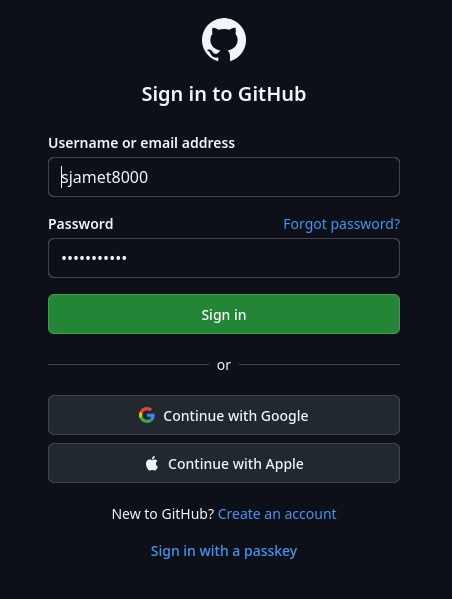 Sign in to GitHub
Username or email address
sjamet8000
Password Forgot password?
•••••••••••
Sign in
or
Continue with Google
Continue with Apple
New to GitHub? Create an account
Sign in with a passkey